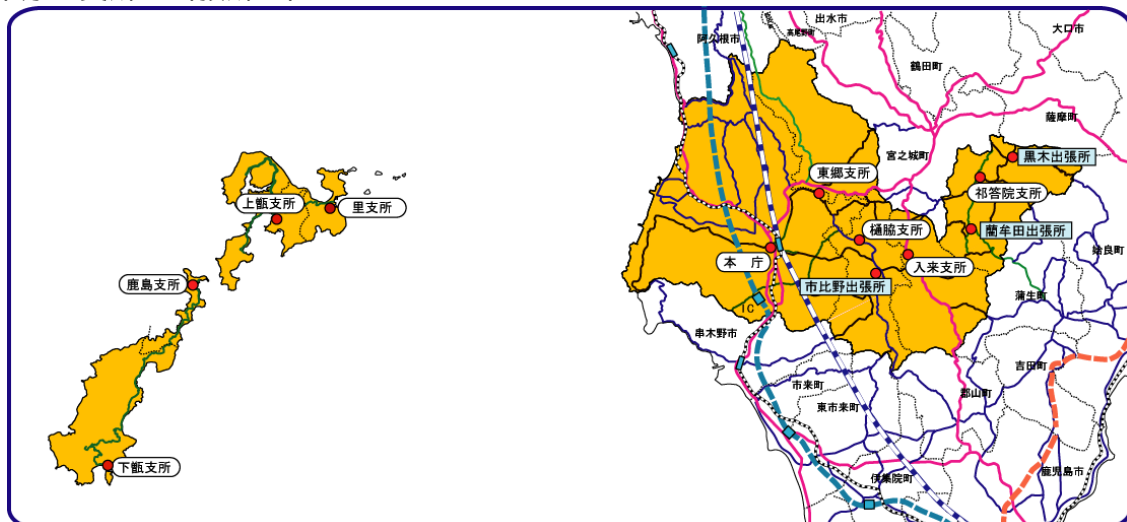 阿久根市
高尾野町
出水市
大口市
鶴田町
薩摩町
宮之城町
黒木出張所
東郷支所
祁答院支所
上甑支所
里支所
樋脇支所
藺牟田出張所
本 庁
入来支所
姶良町
鹿島支所
市比野出張所
蒲生町
IC
串木野市
吉田町
市来町
郡山町
東市来町
下甑支所
伊集院町
鹿児島市